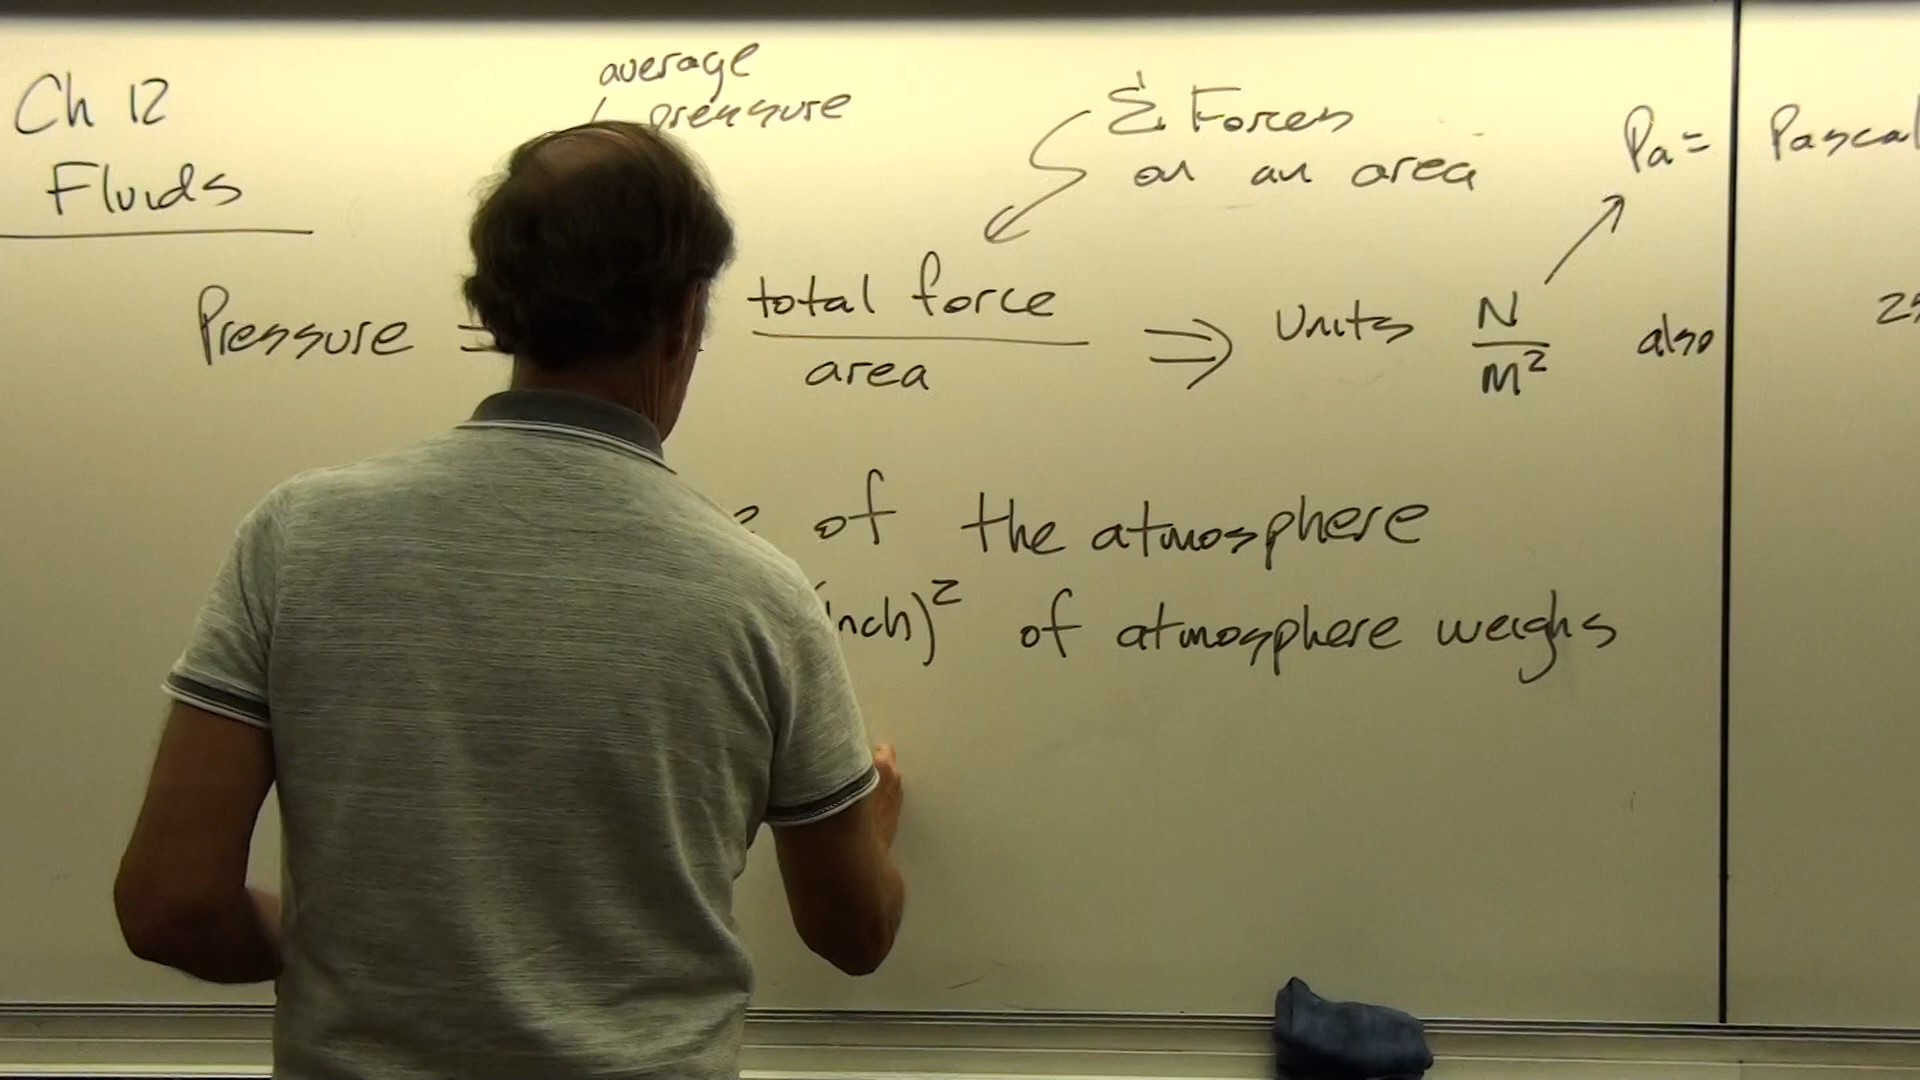 Ch 12
Fluids
average
pressure
Σ Forces
on an area
Pa = Pascal
Pressure = total force / area ⇒ Units N / m² also
of the atmosphere
inch)² of atmosphere weighs